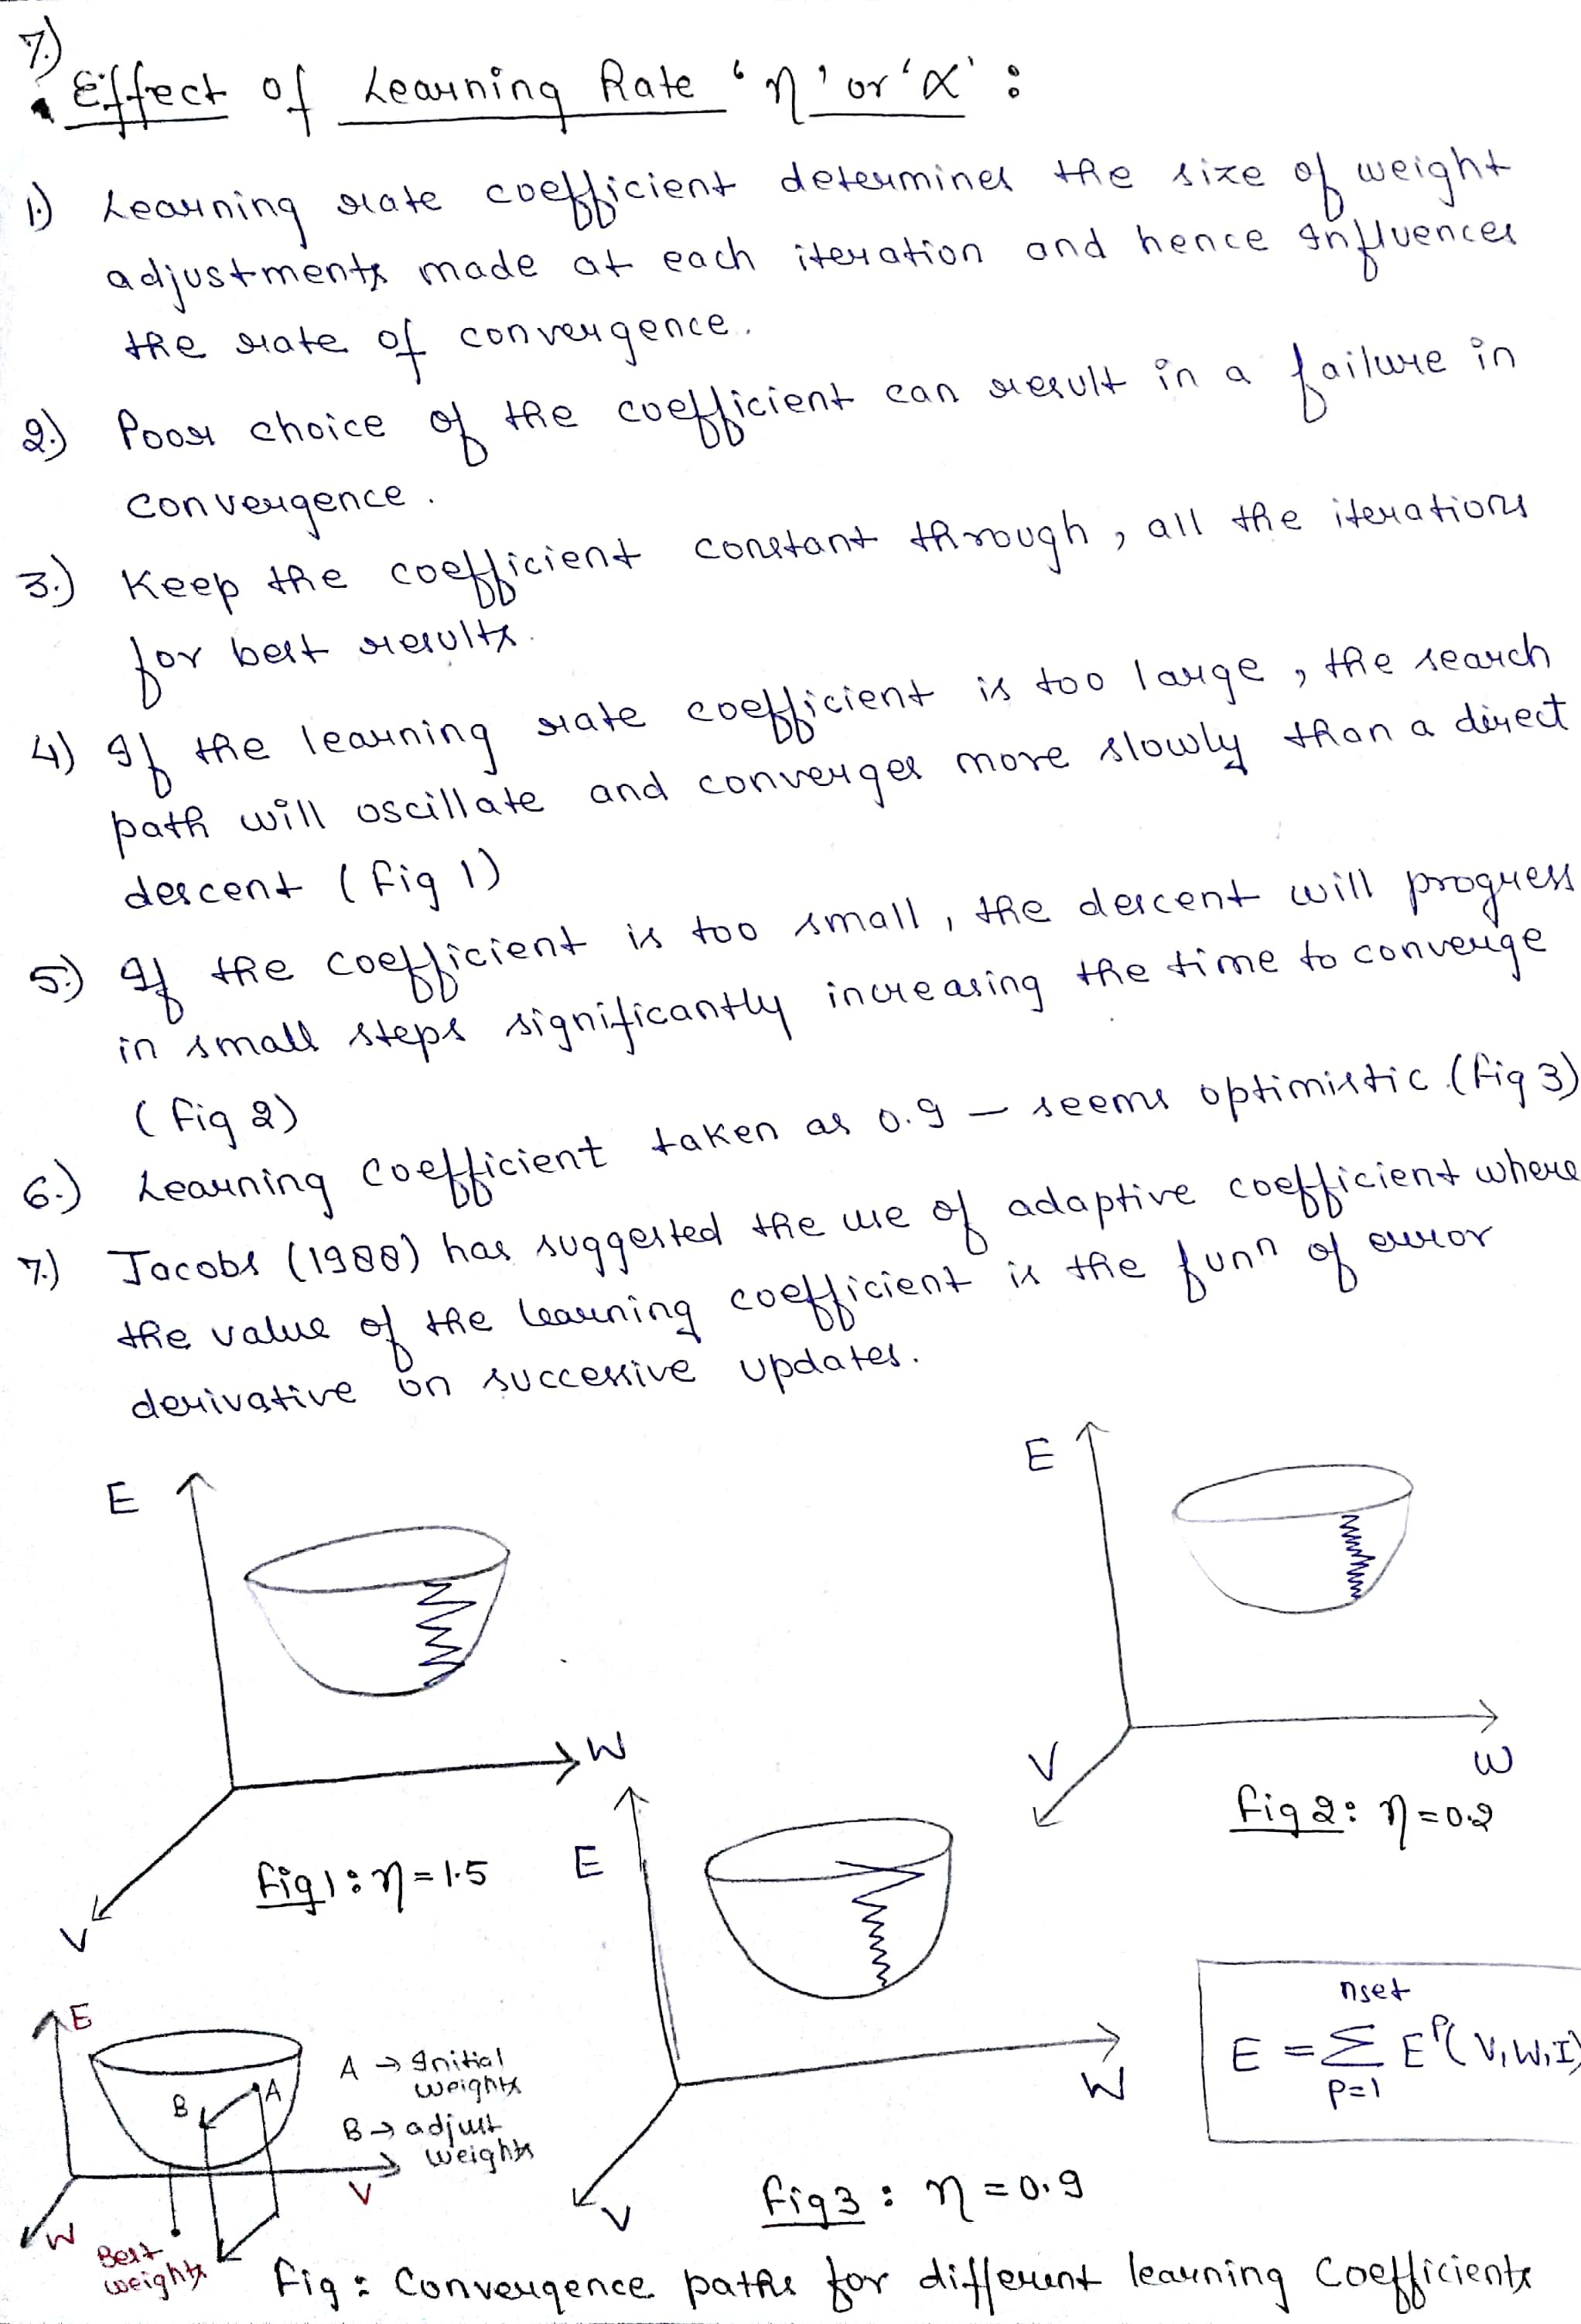 7.)
Effect of Learning Rate 'η' or 'α' :
1.) Learning rate coefficient determines the size of weight
adjustments made at each iteration and hence Influences
the rate of convergence.
2.) Poor choice of the coefficient can result in a failure in
convergence.
3.) Keep the coefficient constant through, all the iterations
for best results.
4) If the learning rate coefficient is too large, the search
path will oscillate and converges more slowly than a direct
descent (fig 1)
5.) If the coefficient is too small, the descent will progress
in small steps significantly increasing the time to converge
(fig 2)
6.) Learning coefficient taken as 0.9 – seems optimistic (fig 3)
7.) Jacobs (1988) has suggested the use of adaptive coefficient where
the value of the learning coefficient is the funⁿ of error
derivative on successive updates.
E
W
V
fig 1: η = 1.5
E
W
V
fig 2: η = 0.2
E
W
V
fig 3 : η = 0.9
nset
E = Σ Eᴾ(V,W,I)
P=1
E
A
B
V
W
Best
weights
A → Initial
weights
B → adjust
weights
fig : Convergence paths for different learning Coefficients